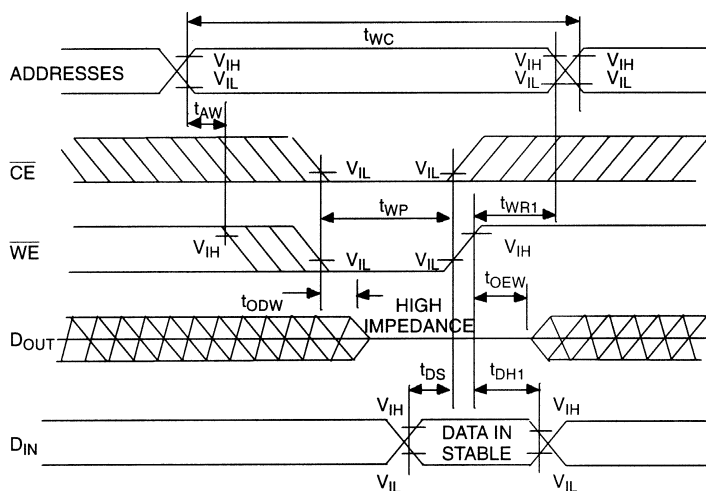 tWC
ADDRESSES
VIH
VIL
VIH
VIL
VIH
VIL
tAW
CE
VIL
VIL
tWP
tWR1
WE
VIH
VIL
VIL
VIH
tODW
HIGH
IMPEDANCE
tOEW
DOUT
tDS
tDH1
VIH
VIH
DIN
DATA IN
STABLE
VIL
VIL